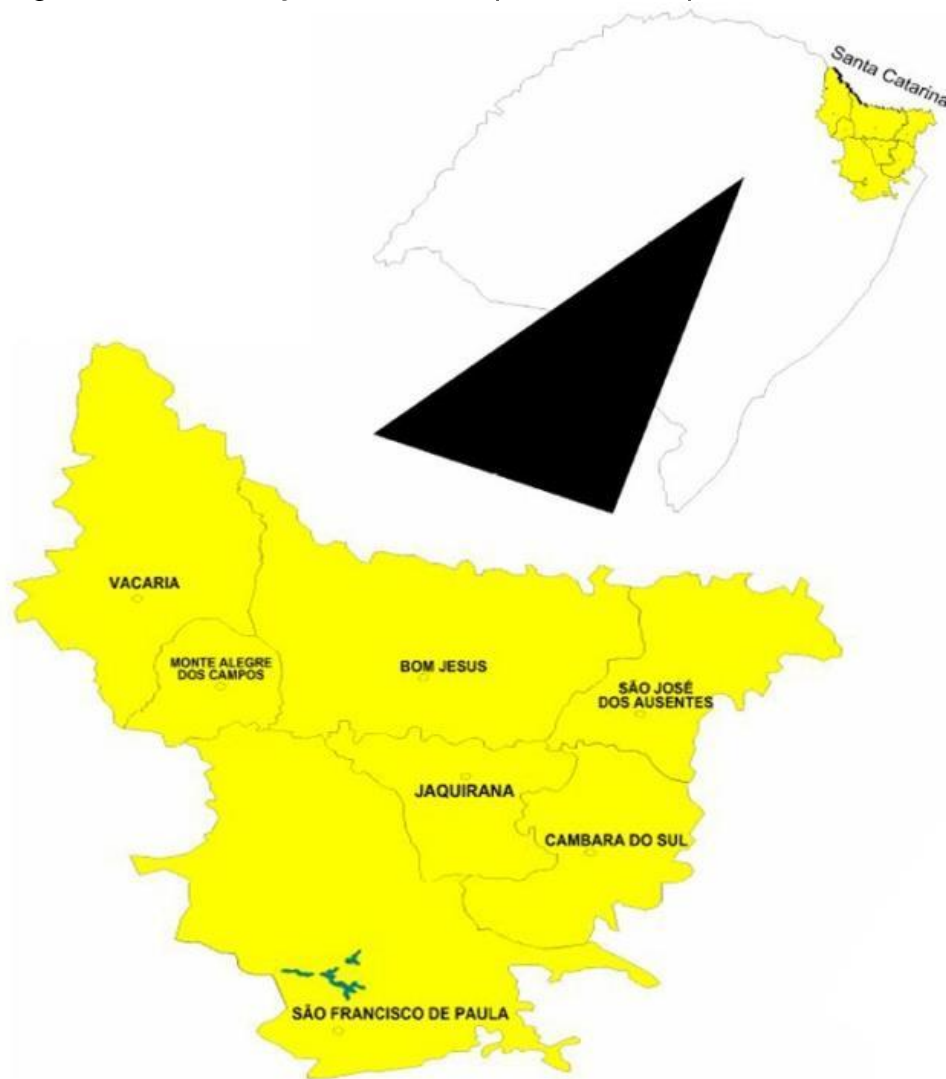 Santa Catarina
VACARIA
MONTE ALEGRE
DOS CAMPOS
BOM JESUS
SÃO JOSÉ
DOS AUSENTES
JAQUIRANA
CAMBARA DO SUL
SÃO FRANCISCO DE PAULA